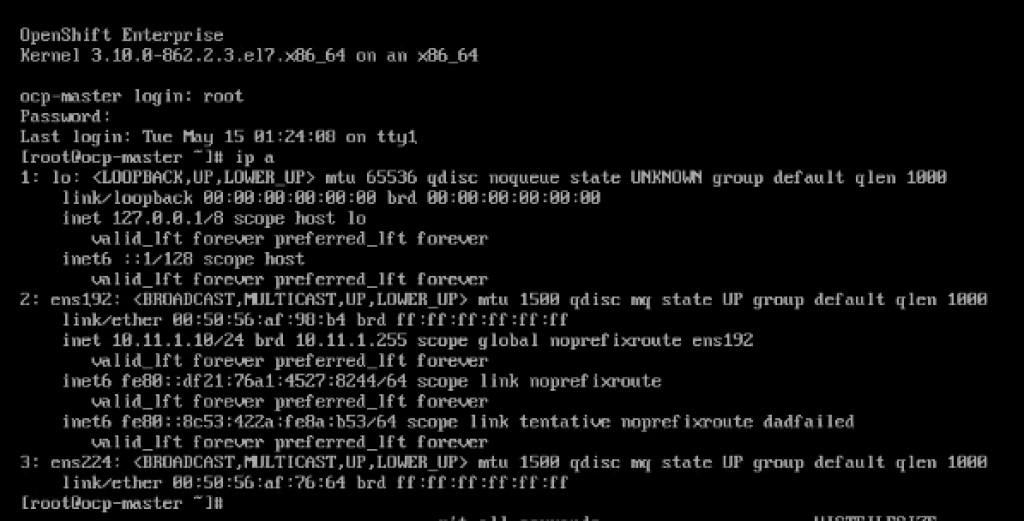 OpenShift Enterprise
Kernel 3.10.0-862.2.3.el7.x86_64 on an x86_64
ocp-master login: root
Password:
Last login: Tue May 15 01:24:08 on tty1
[root@ocp-master ~]# ip a
1: lo: <LOOPBACK,UP,LOWER_UP> mtu 65536 qdisc noqueue state UNKNOWN group default qlen 1000
link/loopback 00:00:00:00:00:00 brd 00:00:00:00:00:00
inet 127.0.0.1/8 scope host lo
valid_lft forever preferred_lft forever
inet6 ::1/128 scope host
valid_lft forever preferred_lft forever
2: ens192: <BROADCAST,MULTICAST,UP,LOWER_UP> mtu 1500 qdisc mq state UP group default qlen 1000
link/ether 00:50:56:af:98:b4 brd ff:ff:ff:ff:ff:ff
inet 10.11.1.10/24 brd 10.11.1.255 scope global noprefixroute ens192
valid_lft forever preferred_lft forever
inet6 fe80::df21:76a1:4527:8244/64 scope link noprefixroute
valid_lft forever preferred_lft forever
inet6 fe80::8c53:422a:fe8a:b53/64 scope link tentative noprefixroute dadfailed
valid_lft forever preferred_lft forever
3: ens224: <BROADCAST,MULTICAST,UP,LOWER_UP> mtu 1500 qdisc mq state UP group default qlen 1000
link/ether 00:50:56:af:76:64 brd ff:ff:ff:ff:ff:ff
[root@ocp-master ~]#